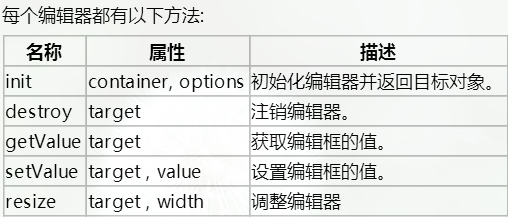 每个编辑器都有以下方法:
名称 属性 描述
init container, options 初始化编辑器并返回目标对象。
destroy target 注销编辑器。
getValue target 获取编辑框的值。
setValue target , value 设置编辑框的值。
resize target , width 调整编辑器